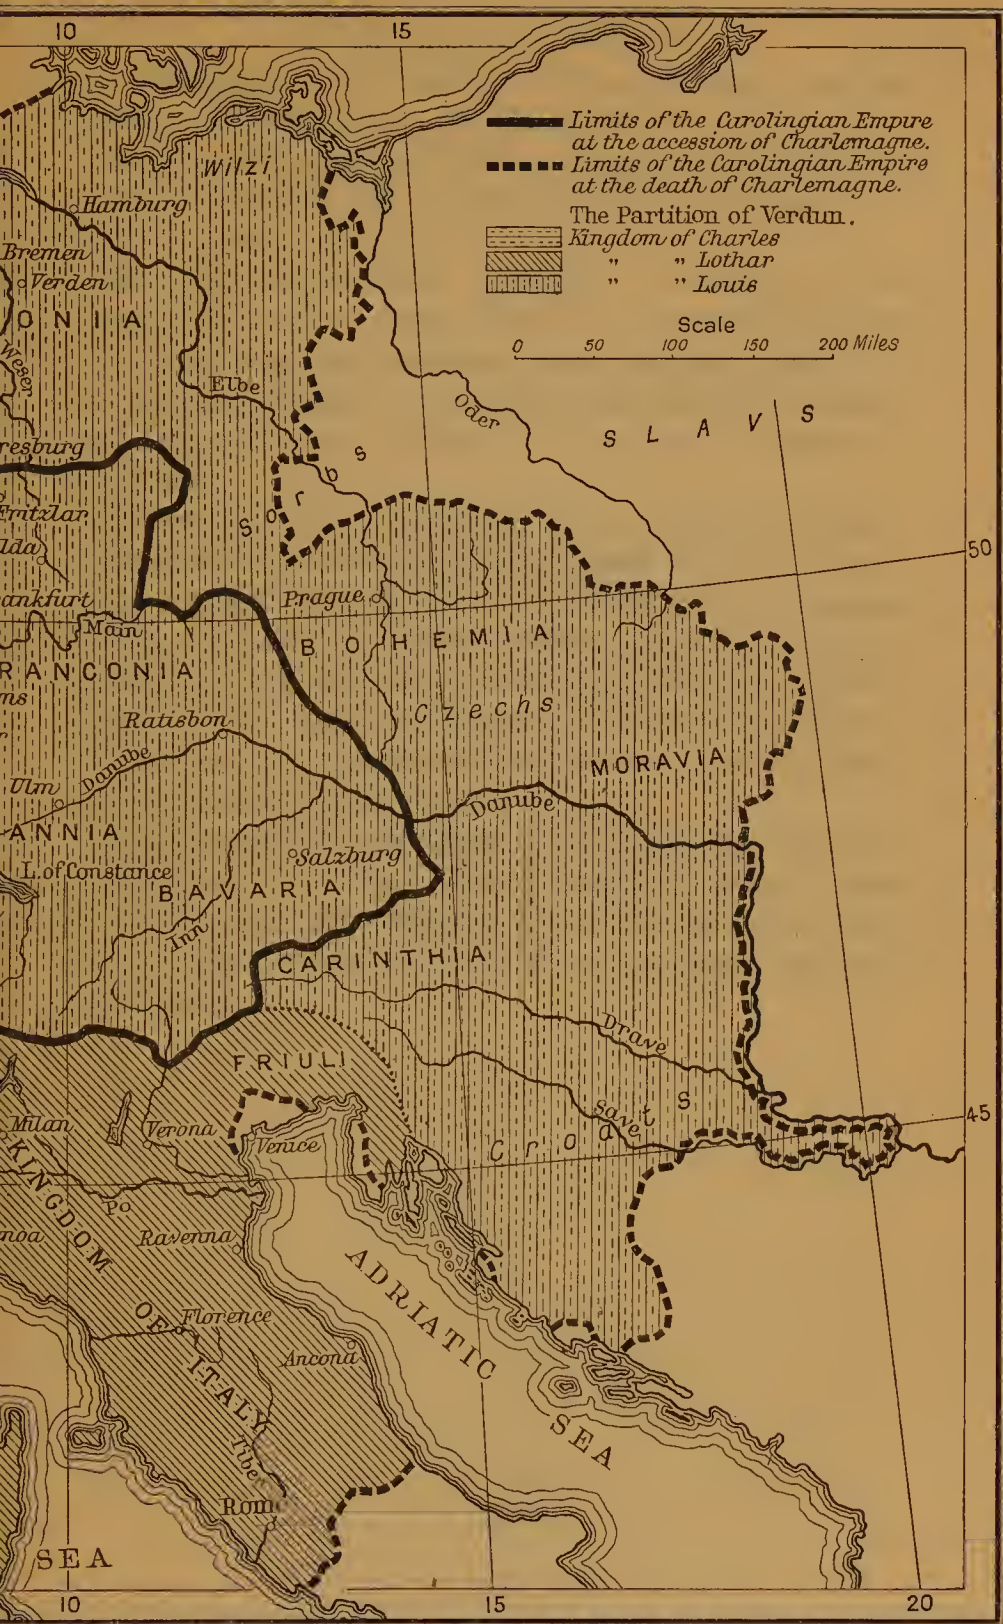 10
15
Limits of the Carolingian Empire
at the accession of Charlemagne.
Limits of the Carolingian Empire
at the death of Charlemagne.
The Partition of Verdun.
Kingdom of Charles
" " Lothar
" " Louis
Scale
0 50 100 150 200 Miles
Wilzi
Hamburg
Bremen
Verden
ONIA
Weser
Elbe
Oder
SLAVS
resburg
Sorbs
Fritzlar
lda
50
ankfurt
Prague
Main
BOHEMIA
RANCONIA
ms
Czechs
Ratisbon
MORAVIA
Danube
Ulm
Danube
ANNIA
Salzburg
L. of Constance
BAVARIA
Inn
CARINTHIA
Drave
FRIULI
Save
Croats
45
Milan
Verona
Venice
KINGDOM OF ITALY
Po
noa
Ravenna
ADRIATIC SEA
Florence
Ancona
Tiber
Rome
SEA
10
15
20